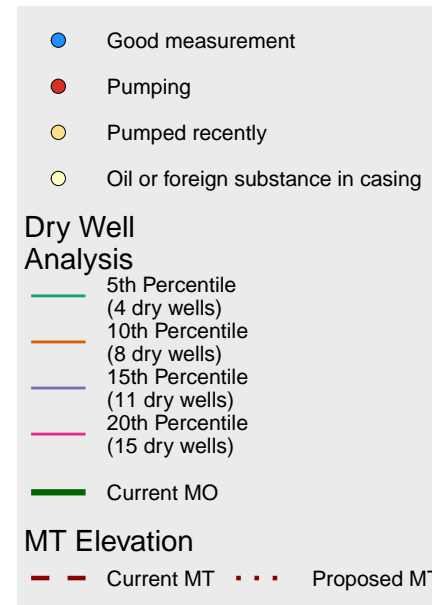 Good measurement
Pumping
Pumped recently
Oil or foreign substance in casing
Dry Well
Analysis
5th Percentile
(4 dry wells)
10th Percentile
(8 dry wells)
15th Percentile
(11 dry wells)
20th Percentile
(15 dry wells)
Current MO
MT Elevation
Current MT Proposed MT